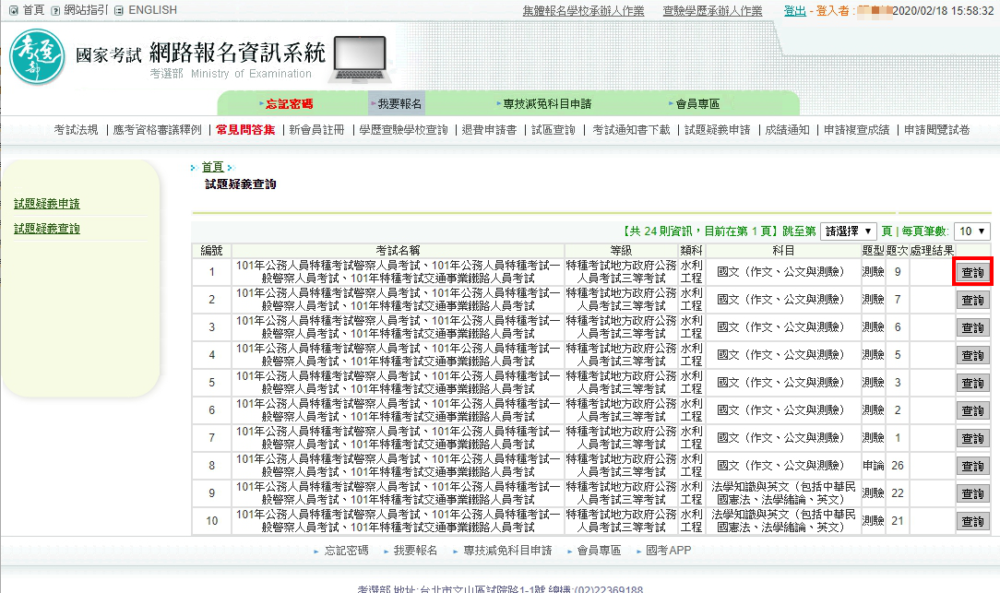 首頁 網站指引 ENGLISH 集體報名學校承辦人作業 查驗學歷承辦人作業 登出 - 登入者: 2020/02/18 15:58:32
考選部 國家考試 網路報名資訊系統
考選部 Ministry of Examination
忘記密碼 我要報名 專技減免科目申請 會員專區
考試法規 | 應考資格審議釋例 | 常見問答集 | 新會員註冊 | 學歷查驗學校查詢 | 退費申請書 | 試區查詢 | 考試通知書下載 | 試題疑義申請 | 成績通知 | 申請複查成績 | 申請閱覽試卷
首頁
試題疑義查詢
試題疑義申請
試題疑義查詢
【共 24 則資訊，目前在第 1 頁】跳至第 請選擇 ▼ 頁 | 每頁筆數: 10 ▼
編號 考試名稱 等級 類科 科目 題型 題次 處理結果
1 101年公務人員特種考試警察人員考試、101年公務人員特種考試一 特種考試地方政府公務 水利 國文（作文、公文與測驗） 測驗 9 查詢
般警察人員考試、101年特種考試交通事業鐵路人員考試 人員考試三等考試 工程
2 101年公務人員特種考試警察人員考試、101年公務人員特種考試一 特種考試地方政府公務 水利 國文（作文、公文與測驗） 測驗 7 查詢
般警察人員考試、101年特種考試交通事業鐵路人員考試 人員考試三等考試 工程
3 101年公務人員特種考試警察人員考試、101年公務人員特種考試一 特種考試地方政府公務 水利 國文（作文、公文與測驗） 測驗 6 查詢
般警察人員考試、101年特種考試交通事業鐵路人員考試 人員考試三等考試 工程
4 101年公務人員特種考試警察人員考試、101年公務人員特種考試一 特種考試地方政府公務 水利 國文（作文、公文與測驗） 測驗 5 查詢
般警察人員考試、101年特種考試交通事業鐵路人員考試 人員考試三等考試 工程
5 101年公務人員特種考試警察人員考試、101年公務人員特種考試一 特種考試地方政府公務 水利 國文（作文、公文與測驗） 測驗 3 查詢
般警察人員考試、101年特種考試交通事業鐵路人員考試 人員考試三等考試 工程
6 101年公務人員特種考試警察人員考試、101年公務人員特種考試一 特種考試地方政府公務 水利 國文（作文、公文與測驗） 測驗 2 查詢
般警察人員考試、101年特種考試交通事業鐵路人員考試 人員考試三等考試 工程
7 101年公務人員特種考試警察人員考試、101年公務人員特種考試一 特種考試地方政府公務 水利 國文（作文、公文與測驗） 測驗 1 查詢
般警察人員考試、101年特種考試交通事業鐵路人員考試 人員考試三等考試 工程
8 101年公務人員特種考試警察人員考試、101年公務人員特種考試一 特種考試地方政府公務 水利 國文（作文、公文與測驗） 申論 26 查詢
般警察人員考試、101年特種考試交通事業鐵路人員考試 人員考試三等考試 工程
9 101年公務人員特種考試警察人員考試、101年公務人員特種考試一 特種考試地方政府公務 水利 法學知識與英文（包括中華民 測驗 22 查詢
般警察人員考試、101年特種考試交通事業鐵路人員考試 人員考試三等考試 工程 國憲法、法學緒論、英文）
10 101年公務人員特種考試警察人員考試、101年公務人員特種考試一 特種考試地方政府公務 水利 法學知識與英文（包括中華民 測驗 21 查詢
般警察人員考試、101年特種考試交通事業鐵路人員考試 人員考試三等考試 工程 國憲法、法學緒論、英文）
忘記密碼 我要報名 專技減免科目申請 會員專區 國考APP
考選部 地址:台北市文山區試院路1-1號 總機:(02)22369188